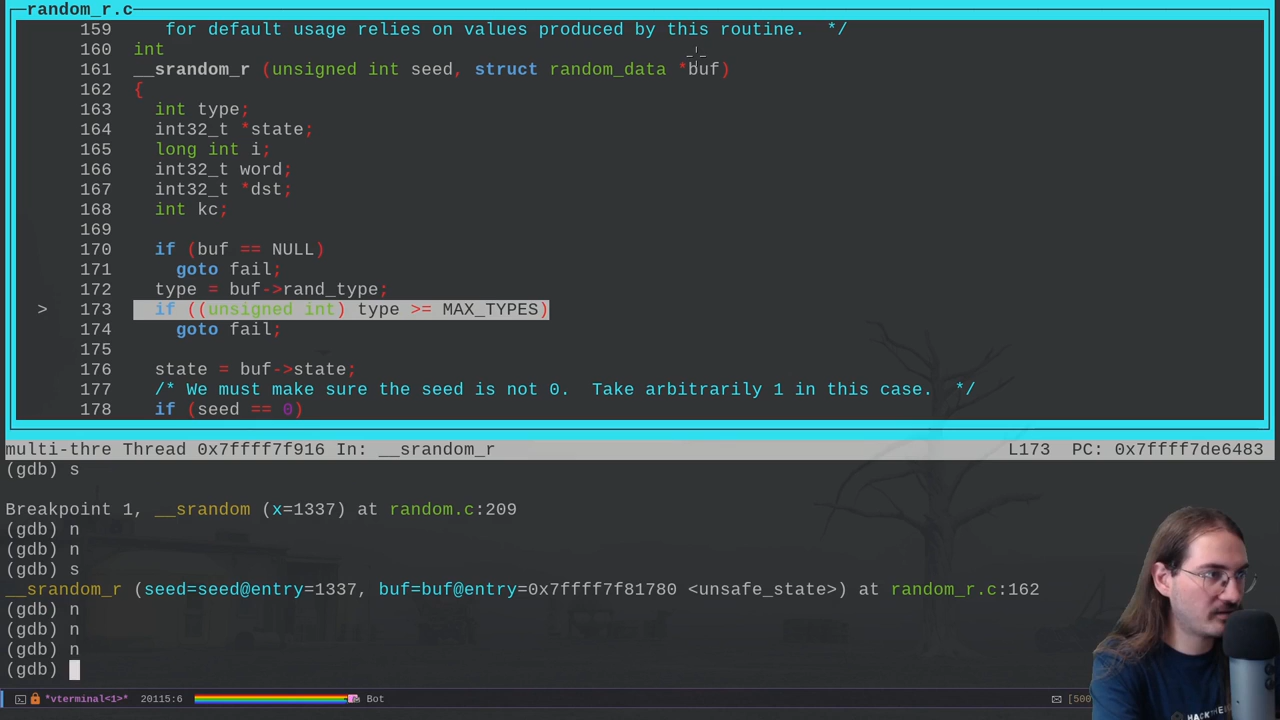 random_r.c
159 for default usage relies on values produced by this routine. */
160 int
161 __srandom_r (unsigned int seed, struct random_data *buf)
162 {
163 int type;
164 int32_t *state;
165 long int i;
166 int32_t word;
167 int32_t *dst;
168 int kc;
169
170 if (buf == NULL)
171 goto fail;
172 type = buf->rand_type;
> 173 if ((unsigned int) type >= MAX_TYPES)
174 goto fail;
175
176 state = buf->state;
177 /* We must make sure the seed is not 0. Take arbitrarily 1 in this case. */
178 if (seed == 0)
multi-thre Thread 0x7ffff7f916 In: __srandom_r L173 PC: 0x7ffff7de6483
(gdb) s
Breakpoint 1, __srandom (x=1337) at random.c:209
(gdb) n
(gdb) n
(gdb) s
__srandom_r (seed=seed@entry=1337, buf=buf@entry=0x7ffff7f81780 <unsafe_state>) at random_r.c:162
(gdb) n
(gdb) n
(gdb) n
(gdb)
*vterminal<1>* 20115:6 Bot [500